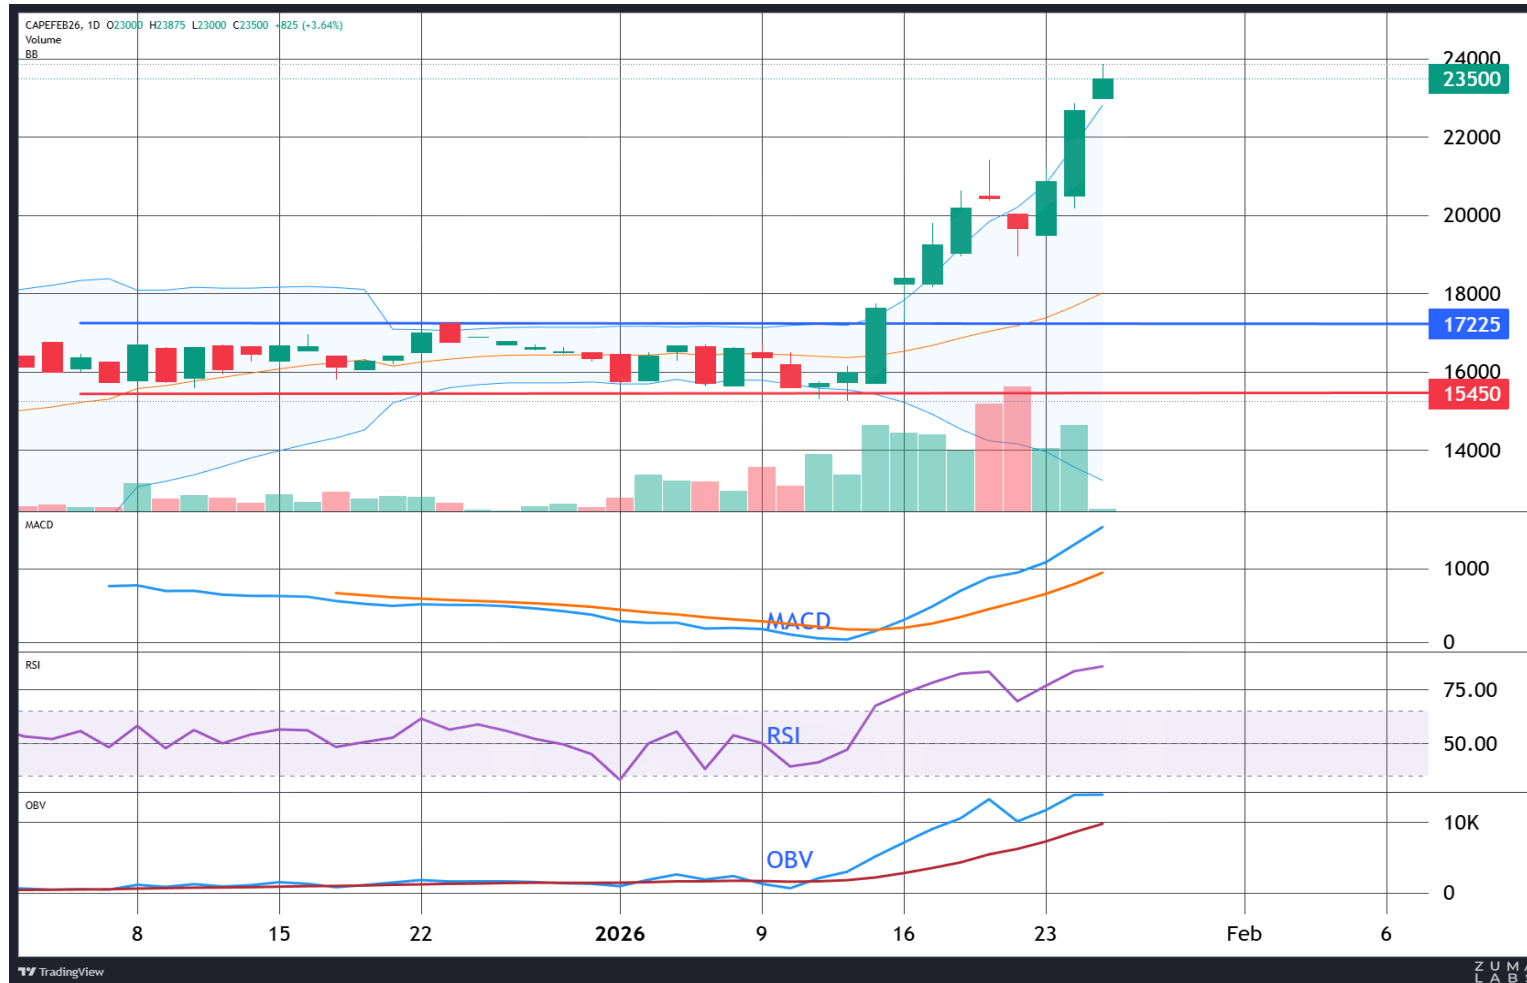 CAPEFEB26, 1D O23000 H23875 L23000 C23500 +825 (+3.64%)
Volume
BB
24000
23500
22000
20000
18000
17225
16000
15450
14000
MACD
1000
MACD
0
RSI
75.00
RSI
50.00
OBV
10K
OBV
0
8 15 22 2026 9 16 23 Feb 6
TradingView
ZUMA
LABS